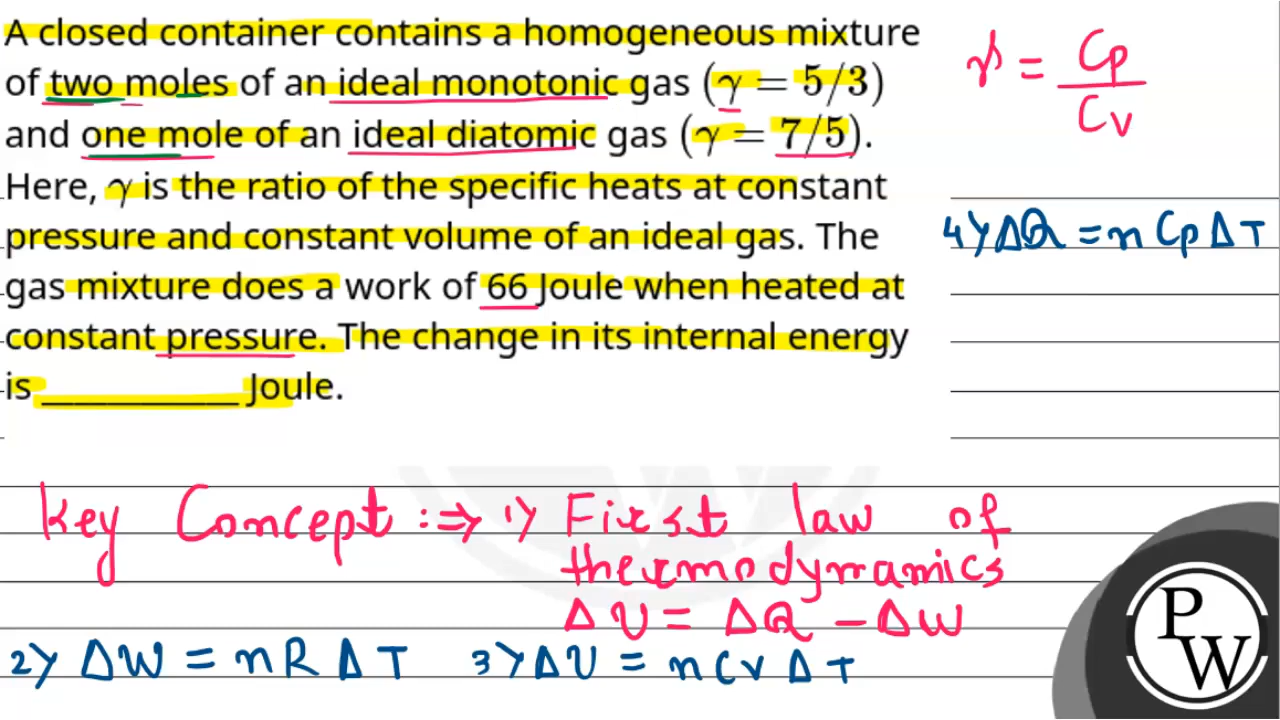 A closed container contains a homogeneous mixture
of two moles of an ideal monotonic gas (γ = 5/3)
and one mole of an ideal diatomic gas (γ = 7/5).
Here, γ is the ratio of the specific heats at constant
pressure and constant volume of an ideal gas. The
gas mixture does a work of 66 Joule when heated at
constant pressure. The change in its internal energy
is ____________ Joule.
γ = Cp
Cv
4) ΔQ = n Cp ΔT
Key Concept :⇒ 1) First law of
thermodynamics
ΔU = ΔQ - ΔW
2) ΔW = nRΔT 3) ΔU = nCvΔT
P
W